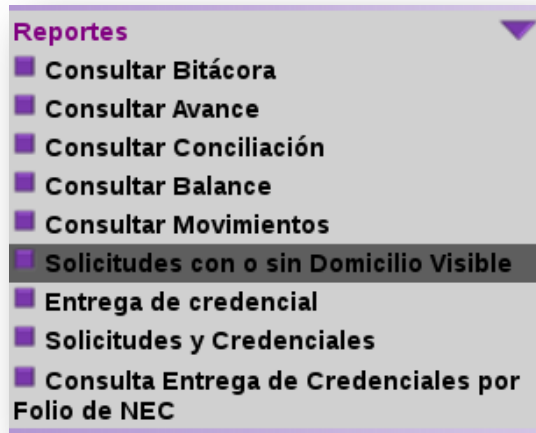 Reportes
Consultar Bitácora
Consultar Avance
Consultar Conciliación
Consultar Balance
Consultar Movimientos
Solicitudes con o sin Domicilio Visible
Entrega de credencial
Solicitudes y Credenciales
Consulta Entrega de Credenciales por
Folio de NEC